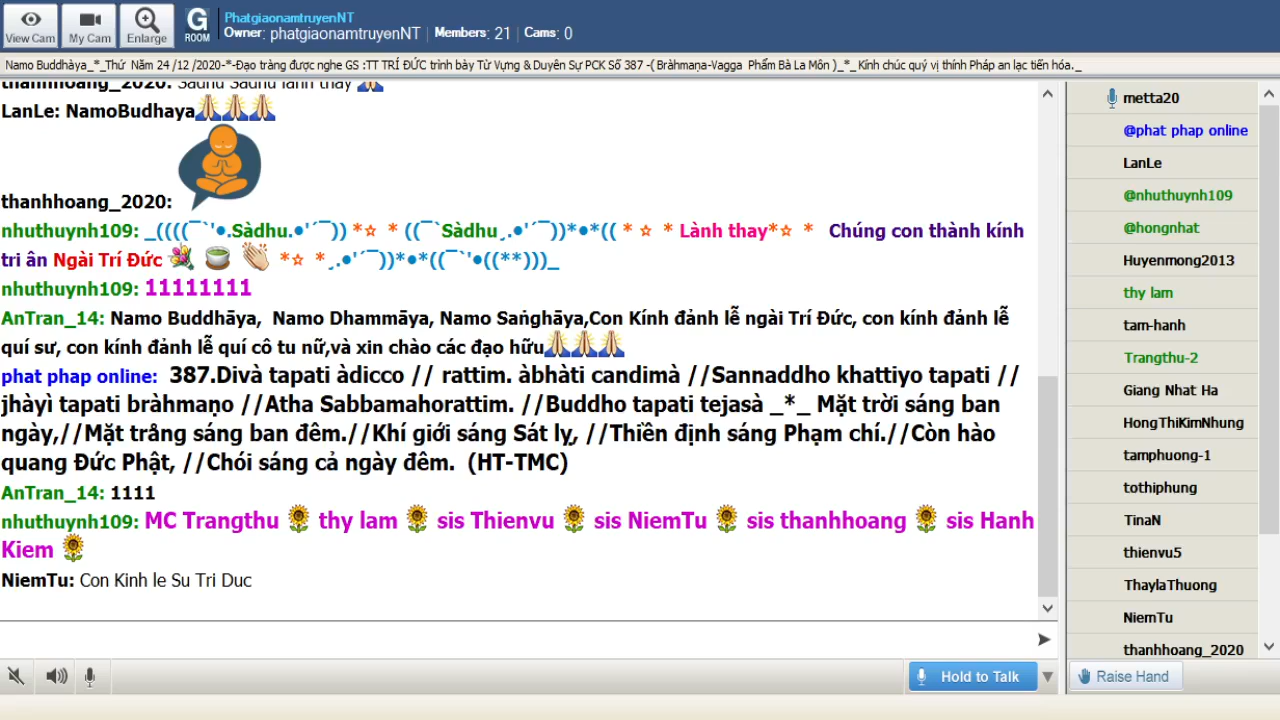 View Cam
My Cam
Enlarge
G
ROOM
PhatgiaonamtruyenNT
Owner: phatgiaonamtruyenNT | Members: 21 | Cams: 0
Namo Buddhàya_*_Thứ Năm 24 /12 /2020-*-Đạo tràng được nghe GS :TT TRÍ ĐỨC trình bày Từ Vựng & Duyên Sự PCK Số 387 -( Bràhmaṇa-Vagga Phẩm Bà La Môn )_*_ Kính chúc quý vị thính Pháp an lạc tiến hóa._
thanhhoang_2020: Sadhu Sadhu lành thay
LanLe: NamoBudhaya
thanhhoang_2020:
nhuthuynh109: _((((¯`'•.Sàdhu.•'´¯)) *☆ * ((¯`Sàdhu¸.•'´¯))*•*(( * ☆ * Lành thay*☆ * Chúng con thành kính
tri ân Ngài Trí Đức *☆ *¸.•'´¯))*•*((¯`'•((**)))_
nhuthuynh109: 11111111
AnTran_14: Namo Buddhāya, Namo Dhammāya, Namo Saṅghāya,Con Kính đảnh lễ ngài Trí Đức, con kính đảnh lễ
quí sư, con kính đảnh lễ quí cô tu nữ,và xin chào các đạo hữu
phat phap online: 387.Divà tapati àdicco // rattim. àbhàti candimà //Sannaddho khattiyo tapati //
jhàyì tapati bràhmaṇo //Atha Sabbamahorattim. //Buddho tapati tejasà _*_ Mặt trời sáng ban
ngày,//Mặt trăng sáng ban đêm.//Khí giới sáng Sát lỵ, //Thiền định sáng Phạm chí.//Còn hào
quang Đức Phật, //Chói sáng cả ngày đêm. (HT-TMC)
AnTran_14: 1111
nhuthuynh109: MC Trangthu thy lam sis Thienvu sis NiemTu sis thanhhoang sis Hanh
Kiem
NiemTu: Con Kinh le Su Tri Duc
Hold to Talk
metta20
@phat phap online
LanLe
@nhuthuynh109
@hongnhat
Huyenmong2013
thy lam
tam-hanh
Trangthu-2
Giang Nhat Ha
HongThiKimNhung
tamphuong-1
tothiphung
TinaN
thienvu5
ThaylaThuong
NiemTu
thanhhoang_2020
Raise Hand